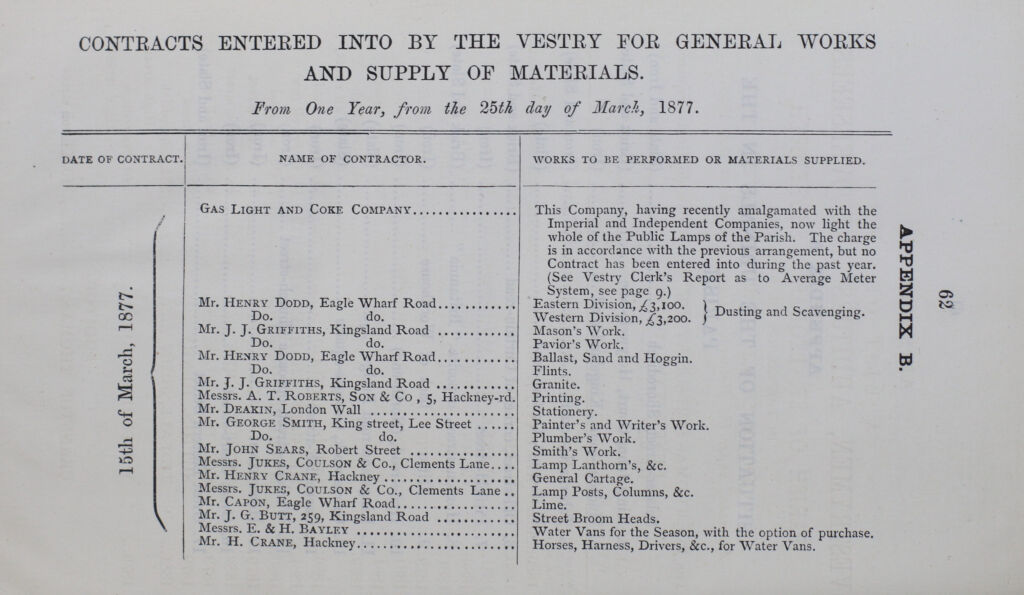 CONTRACTS ENTERED INTO BY THE VESTRY FOR GENERAL WORKS
AND SUPPLY OF MATERIALS.
From One Year, from the 25th day of March, 1877.
DATE OF CONTRACT. NAME OF CONTRACTOR. WORKS TO BE PERFORMED OR MATERIALS SUPPLIED.
15th of March, 1877.
GAS LIGHT AND COKE COMPANY................ This Company, having recently amalgamated with the
Imperial and Independent Companies, now light the
whole of the Public Lamps of the Parish. The charge
is in accordance with the previous arrangement, but no
Contract has been entered into during the past year.
(See Vestry Clerk's Report as to Average Meter
System, see page 9.)
Mr. HENRY DODD, Eagle Wharf Road............ Eastern Division, £3,100. } Dusting and Scavenging.
Do. do. Western Division, £3,200.
Mr. J. J. GRIFFITHS, Kingsland Road ............ Mason's Work.
Do. do. Pavior's Work.
Mr. HENRY DODD, Eagle Wharf Road............ Ballast, Sand and Hoggin.
Do. do. Flints.
Mr. J. J. GRIFFITHS, Kingsland Road ............ Granite.
Messrs. A. T. ROBERTS, SON & CO , 5, Hackney-rd. Printing.
Mr. DEAKIN, London Wall ...................... Stationery.
Mr. GEORGE SMITH, King street, Lee Street ...... Painter's and Writer's Work.
Do. do. Plumber's Work.
Mr. JOHN SEARS, Robert Street ................ Smith's Work.
Messrs. JUKES, COULSON & Co., Clements Lane.... Lamp Lanthorn's, &c.
Mr. HENRY CRANE, Hackney .................... General Cartage.
Messrs. JUKES, COULSON & Co., Clements Lane .. Lamp Posts, Columns, &c.
Mr. CAPON, Eagle Wharf Road.................. Lime.
Mr. J. G. BUTT, 259, Kingsland Road ............ Street Broom Heads.
Messrs. E. & H. BAYLEY ........................ Water Vans for the Season, with the option of purchase.
Mr. H. CRANE, Hackney........................ Horses, Harness, Drivers, &c., for Water Vans.
APPENDIX B.
62